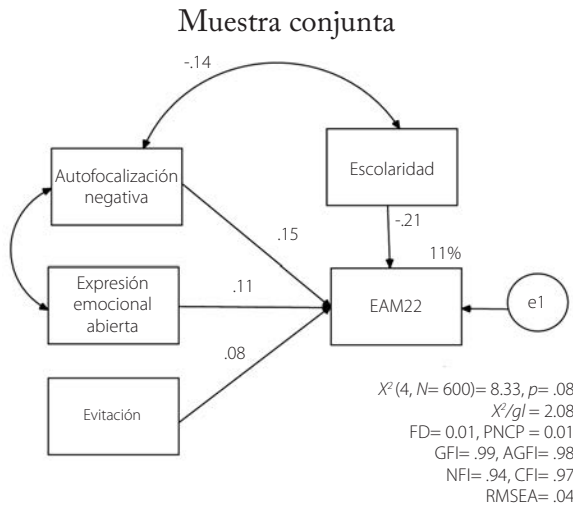 Muestra conjunta
-.14
Autofocalización
negativa
Escolaridad
.15
-.21
11%
Expresión
emocional
abierta
.11
EAM22
e1
.08
Evitación
X² (4, N= 600)= 8.33, p= .08
X²/gl = 2.08
FD= 0.01, PNCP = 0.01
GFI= .99, AGFI= .98
NFI= .94, CFI= .97
RMSEA= .04